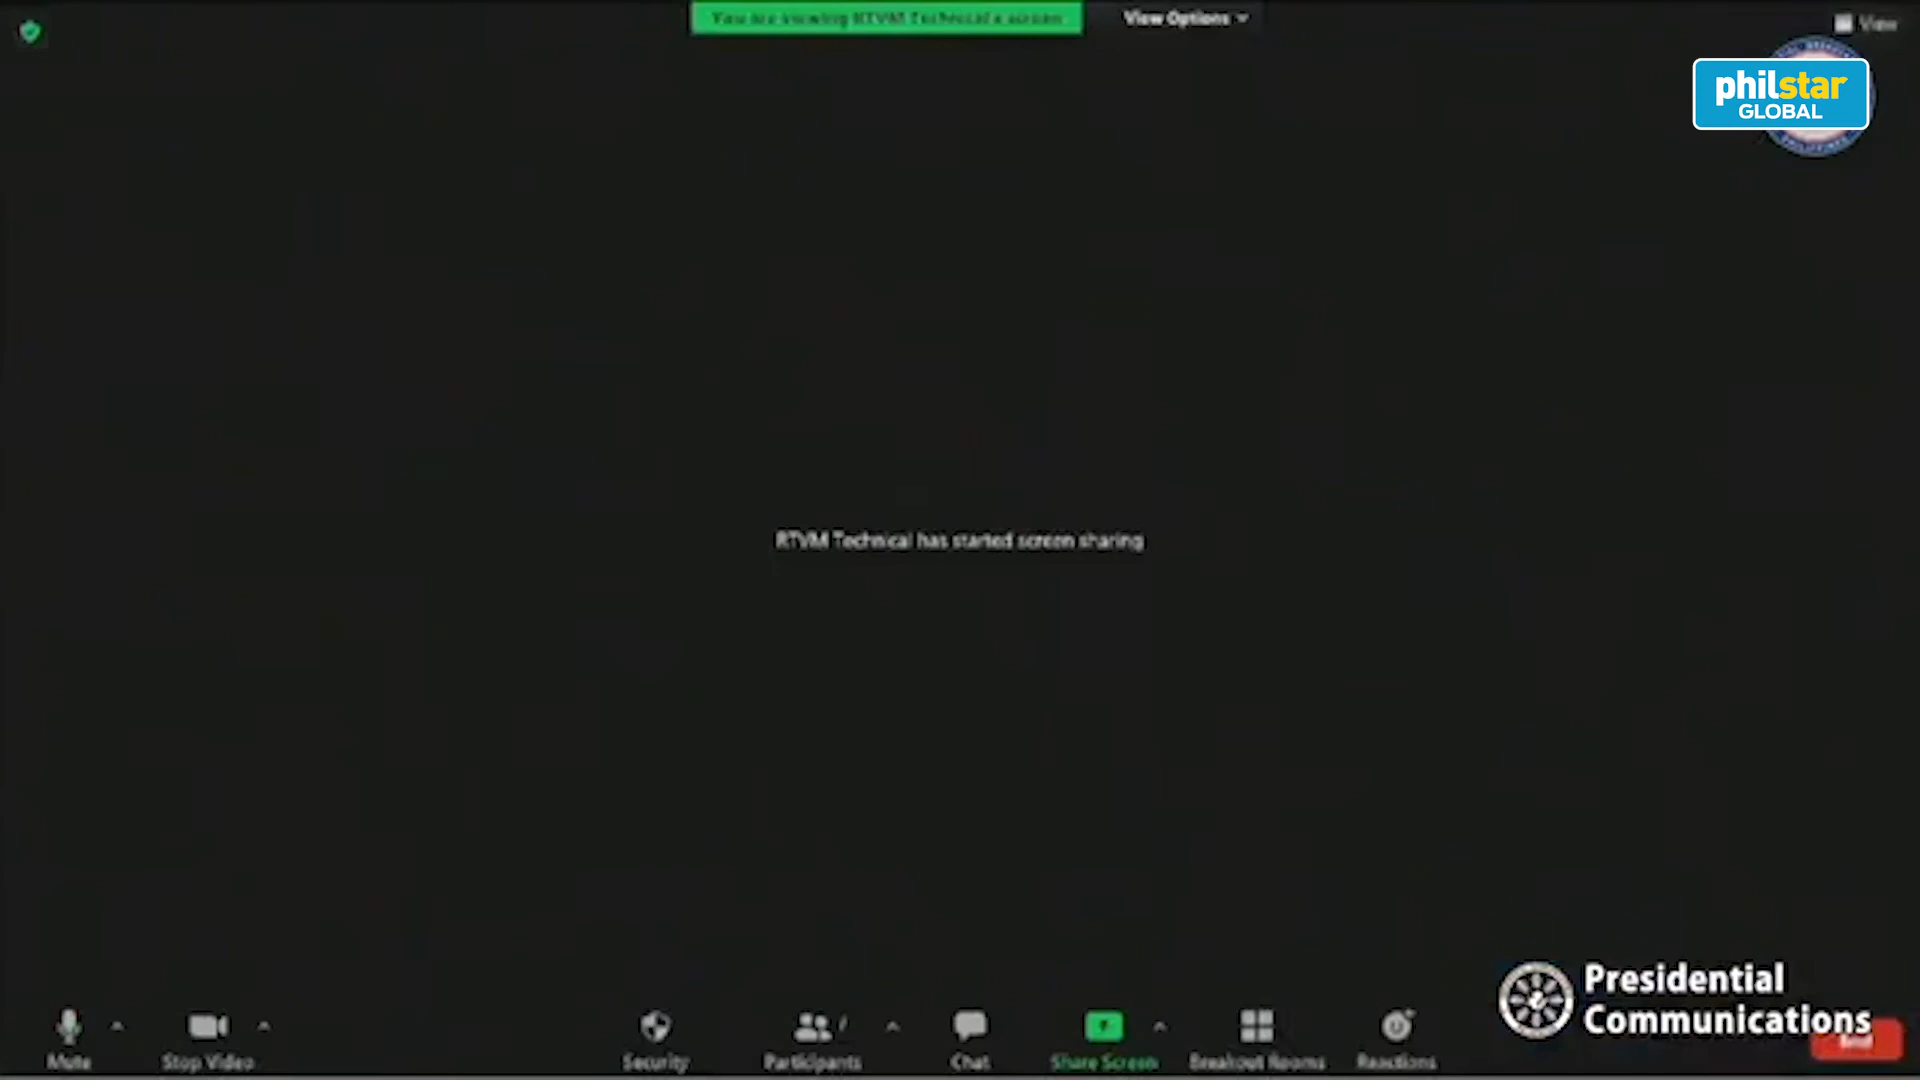 You are viewing RTVM Technical's screen
View Options
View
philstar
GLOBAL
RTVM Technical has started screen sharing
Presidential
Communications
Mute
Stop Video
Security
Participants
Chat
Share Screen
Breakout Rooms
Reactions
End